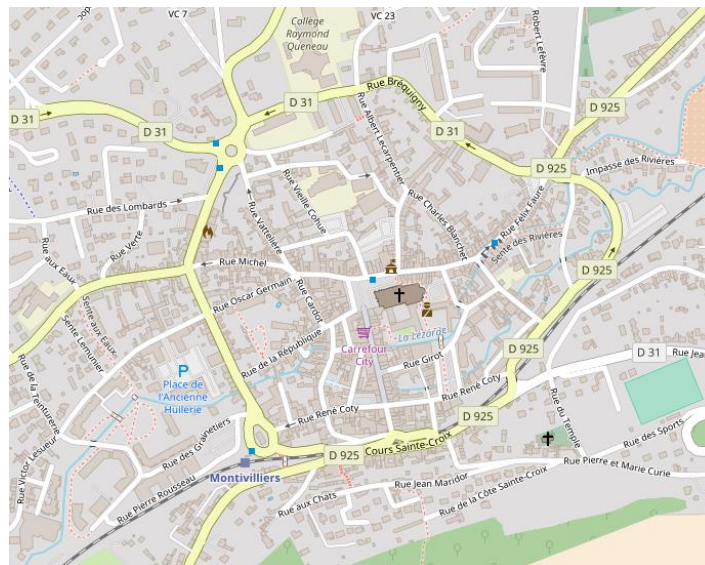 VC 7
VC 23
Collège
Raymond
Queneau
Robert Lefèvre
D 31
Rue Bréquigny
D 925
D 31
D 31
D 31
Rue Albert Lecarpentier
D 925
Impasse des Rivières
Rue Vieille Cohue
Rue Charles Blanchet
Rue des Lombards
Rue Vattelière
Rue Félix Faure
Sente des Rivières
Rue Verte
Rue aux Eaux
Rue Michel
D 925
Rue Oscar Germain
Rue Cardot
Sente aux Eaux
Sente Lemunier
La Lézarde
Carrefour
City
D 925
D 31
Rue Jea
Rue de la République
Rue Girot
Rue de la Teinturerie
P
Place de
l'Ancienne
Huilerie
Rue René Coty
Rue René Coty
D 925
Rue du Temple
Rue des Sports
Rue des Grainetiers
Cours Sainte-Croix
D 925
Rue Victor Lesueur
Montivilliers
Rue Pierre et Marie Curie
Rue Pierre Rousseau
Rue Jean Maridor
Rue aux Chats
Rue de la Côte Sainte-Croix